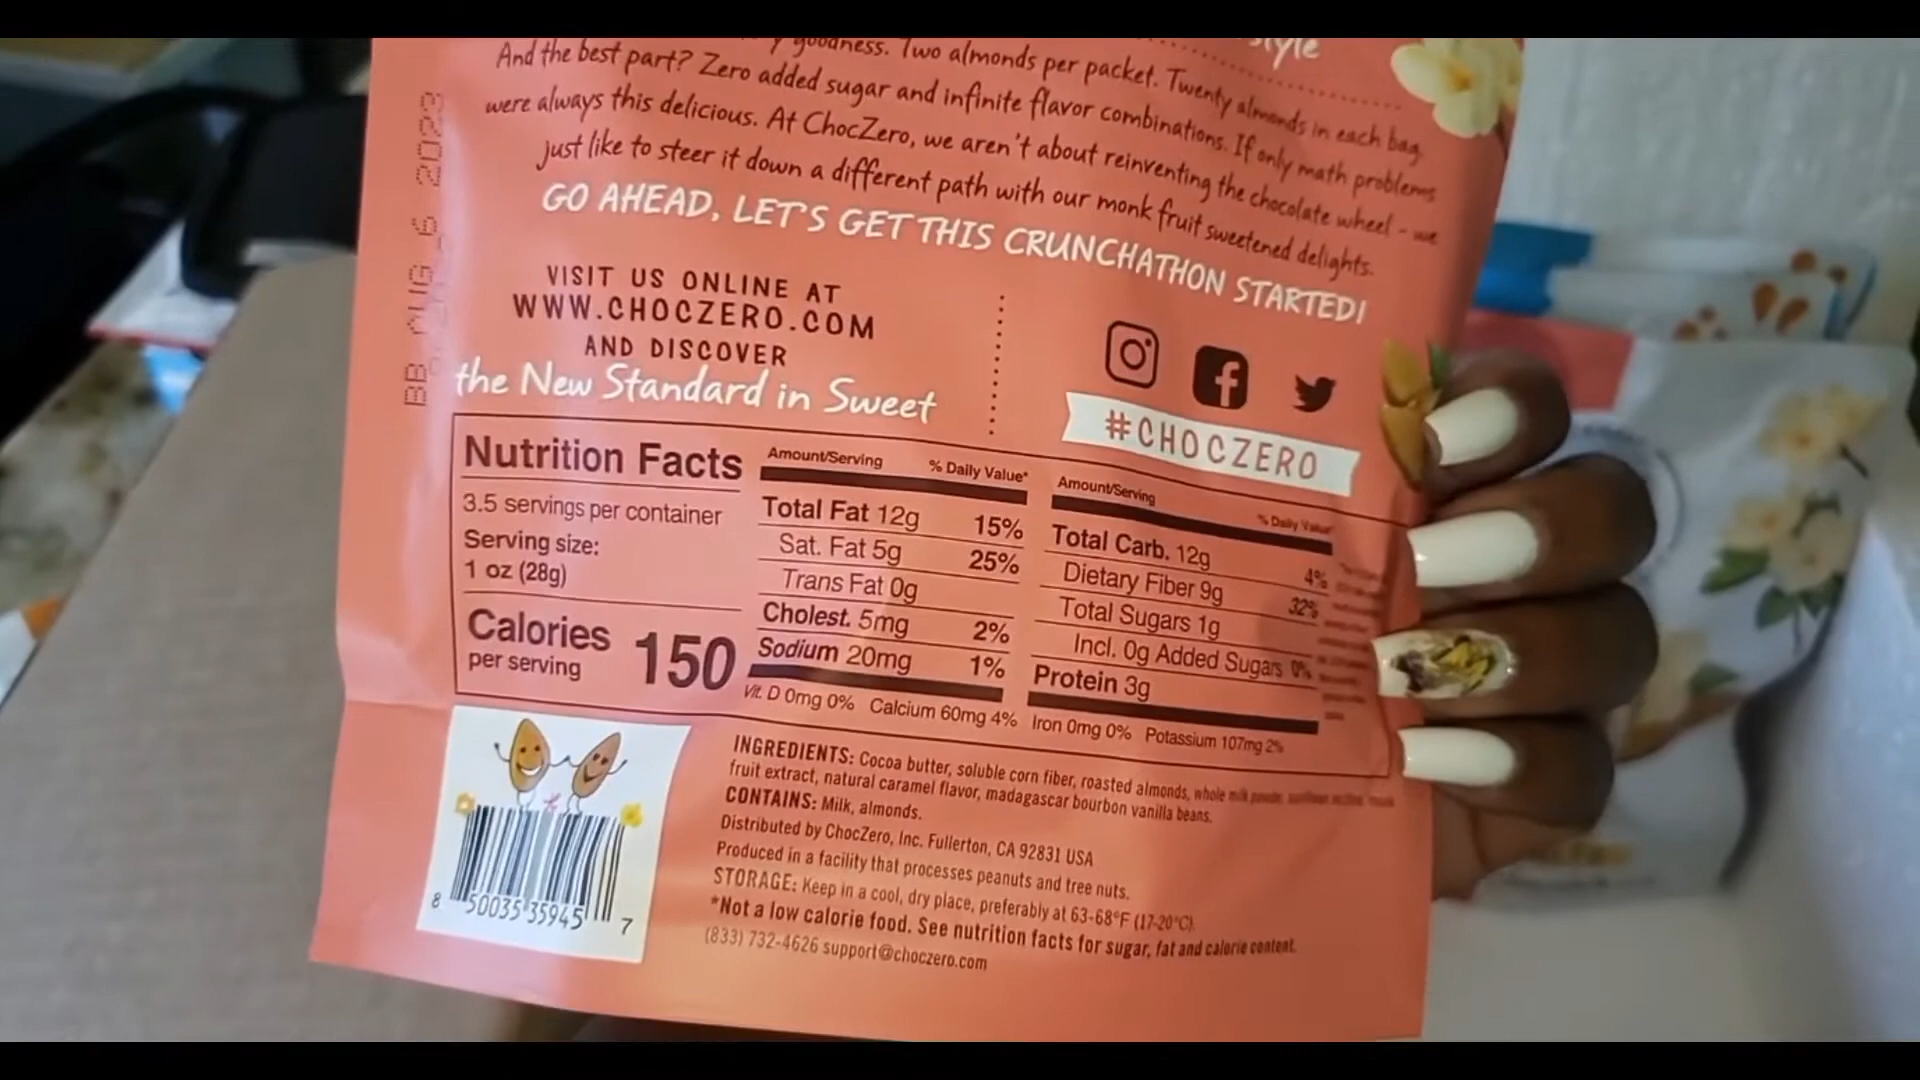 style
goodness. Two almonds per packet. Twenty almonds in each bag.
And the best part? Zero added sugar and infinite flavor combinations. If only math problems
were always this delicious. At ChocZero, we aren't about reinventing the chocolate wheel - we
just like to steer it down a different path with our monk fruit sweetened delights.
GO AHEAD, LET'S GET THIS CRUNCHATHON STARTED!
BB AUG 6 2023
VISIT US ONLINE AT
WWW.CHOCZERO.COM
AND DISCOVER
the New Standard in Sweet
#CHOCZERO
Nutrition Facts
3.5 servings per container
Serving size:
1 oz (28g)
Calories 150
per serving
Amount/Serving % Daily Value*
Total Fat 12g 15%
Sat. Fat 5g 25%
Trans Fat 0g
Cholest. 5mg 2%
Sodium 20mg 1%
Amount/Serving % Daily Value*
Total Carb. 12g 4%
Dietary Fiber 9g 32%
Total Sugars 1g
Incl. 0g Added Sugars 0%
Protein 3g
Vit. D 0mg 0% Calcium 60mg 4% Iron 0mg 0% Potassium 107mg 2%
INGREDIENTS: Cocoa butter, soluble corn fiber, roasted almonds, whole milk powder,
fruit extract, natural caramel flavor, madagascar bourbon vanilla beans.
CONTAINS: Milk, almonds.
Distributed by ChocZero, Inc. Fullerton, CA 92831 USA
Produced in a facility that processes peanuts and tree nuts.
STORAGE: Keep in a cool, dry place, preferably at 63-68°F (17-20°C).
*Not a low calorie food. See nutrition facts for sugar, fat and calorie content.
(833) 732-4626 support@choczero.com
8 50035 35945 7